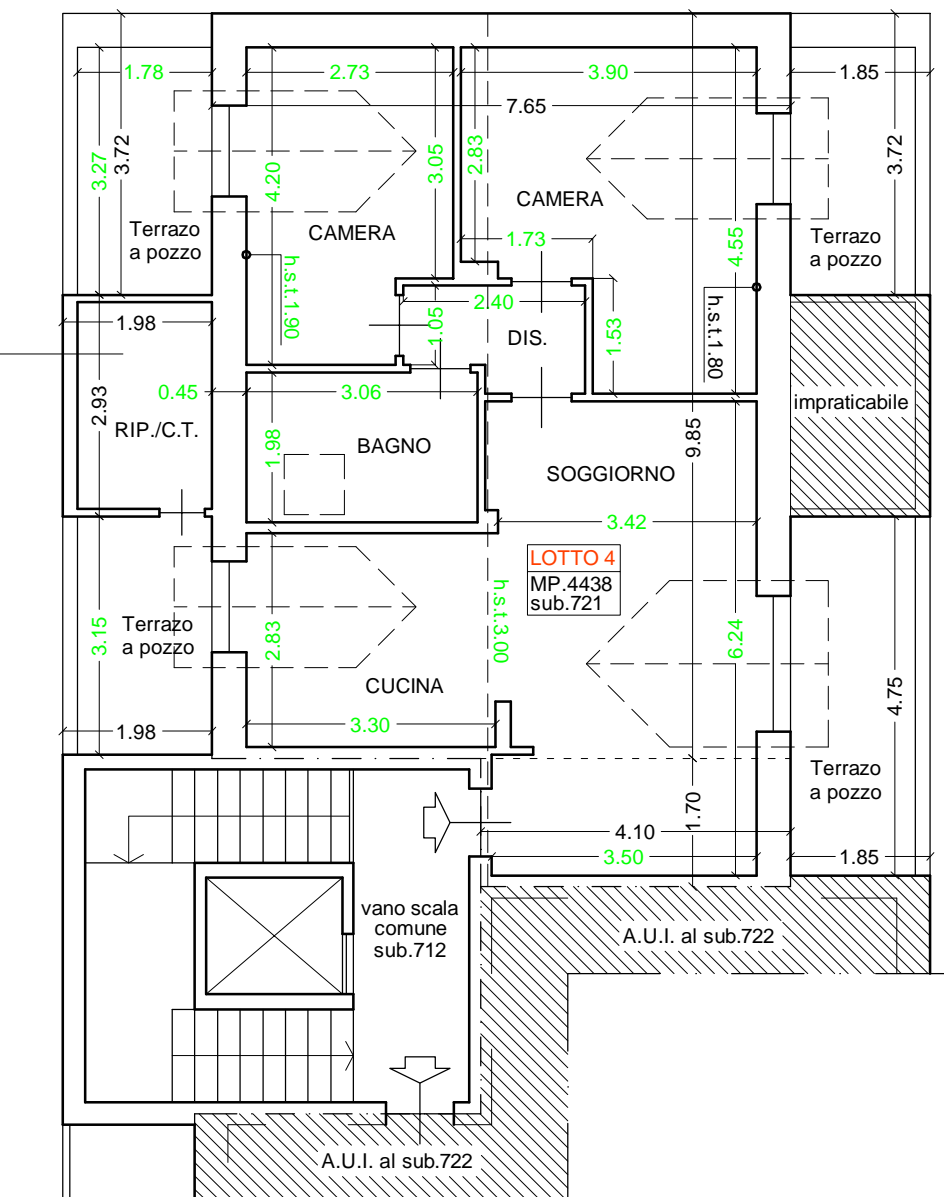 1.78
2.73
3.90
1.85
7.65
3.27
3.72
4.20
3.05
2.83
3.72
CAMERA
CAMERA
Terrazo
a pozzo
1.73
4.55
Terrazo
a pozzo
h.s.t.1.90
2.40
h.s.t.1.80
1.98
1.05
DIS.
1.53
2.93
0.45
3.06
impraticabile
RIP./C.T.
1.98
BAGNO
9.85
SOGGIORNO
3.42
LOTTO 4
MP.4438
sub.721
h.s.t.3.00
Terrazo
a pozzo
3.15
2.83
6.24
CUCINA
4.75
3.30
1.98
Terrazo
a pozzo
1.70
4.10
3.50
1.85
vano scala
comune
sub.712
A.U.I. al sub.722
A.U.I. al sub.722